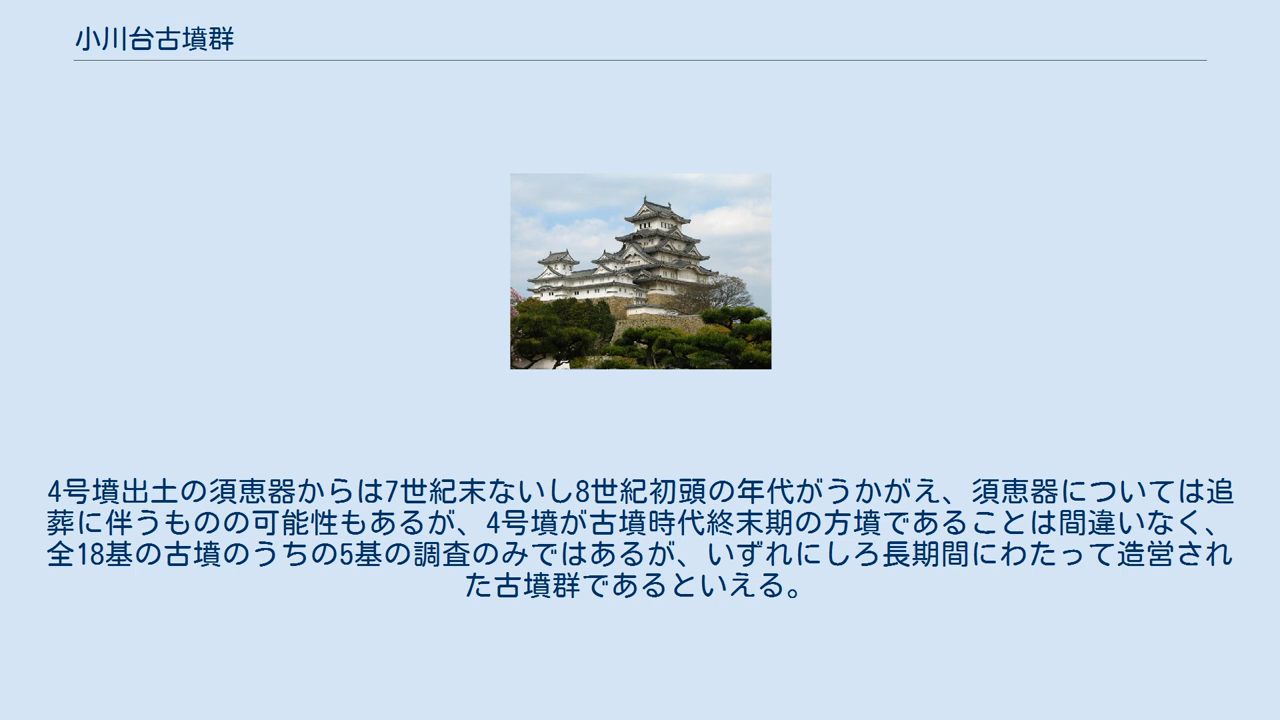 小川台古墳群
4号墳出土の須恵器からは7世紀末ないし8世紀初頭の年代がうかがえ、須恵器については追
葬に伴うものの可能性もあるが、4号墳が古墳時代終末期の方墳であることは間違いなく、
全18基の古墳のうちの5基の調査のみではあるが、いずれにしろ長期間にわたって造営され
た古墳群であるといえる。